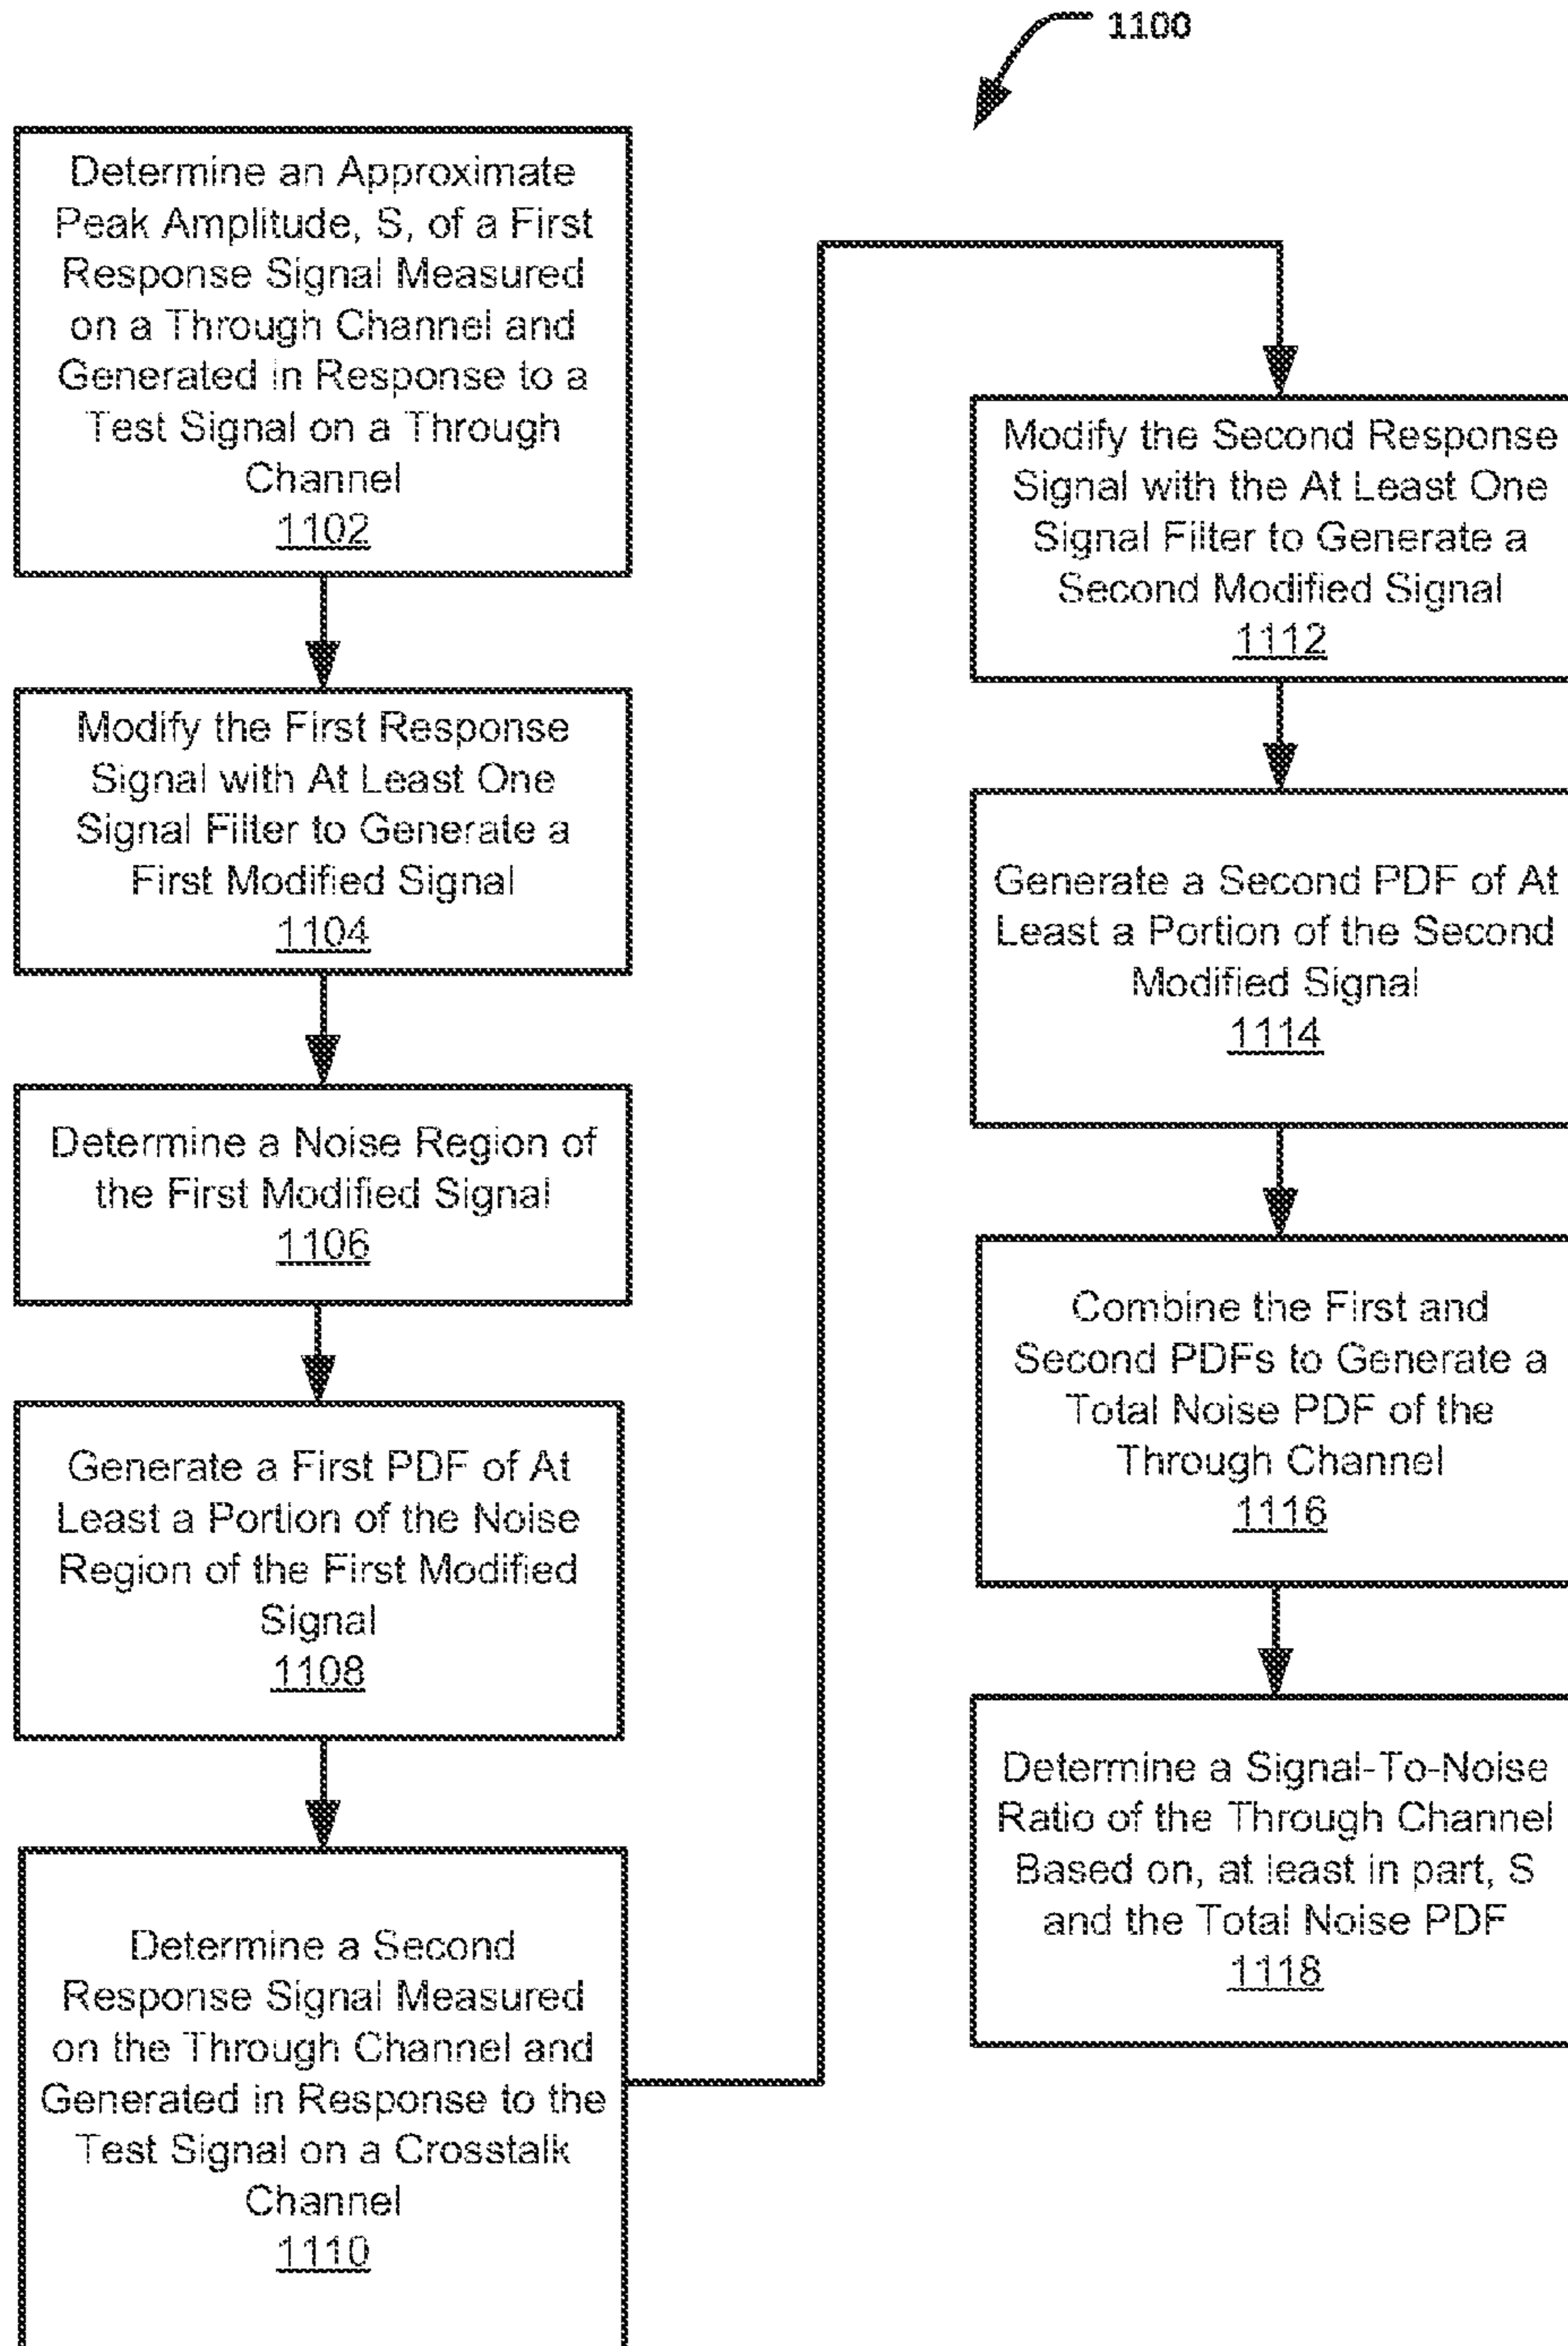 1100
Determine an Approximate
Peak Amplitude, S, of a First
Response Signal Measured
on a Through Channel and
Generated in Response to a
Test Signal on a Through
Channel
1102
Modify the First Response
Signal with At Least One
Signal Filter to Generate a
First Modified Signal
1104
Determine a Noise Region of
the First Modified Signal
1106
Generate a First PDF of At
Least a Portion of the Noise
Region of the First Modified
Signal
1108
Determine a Second
Response Signal Measured
on the Through Channel and
Generated in Response to the
Test Signal on a Crosstalk
Channel
1110
Modify the Second Response
Signal with the At Least One
Signal Filter to Generate a
Second Modified Signal
1112
Generate a Second PDF of At
Least a Portion of the Second
Modified Signal
1114
Combine the First and
Second PDFs to Generate a
Total Noise PDF of the
Through Channel
1116
Determine a Signal-To-Noise
Ratio of the Through Channel
Based on, at least in part, S
and the Total Noise PDF
1118